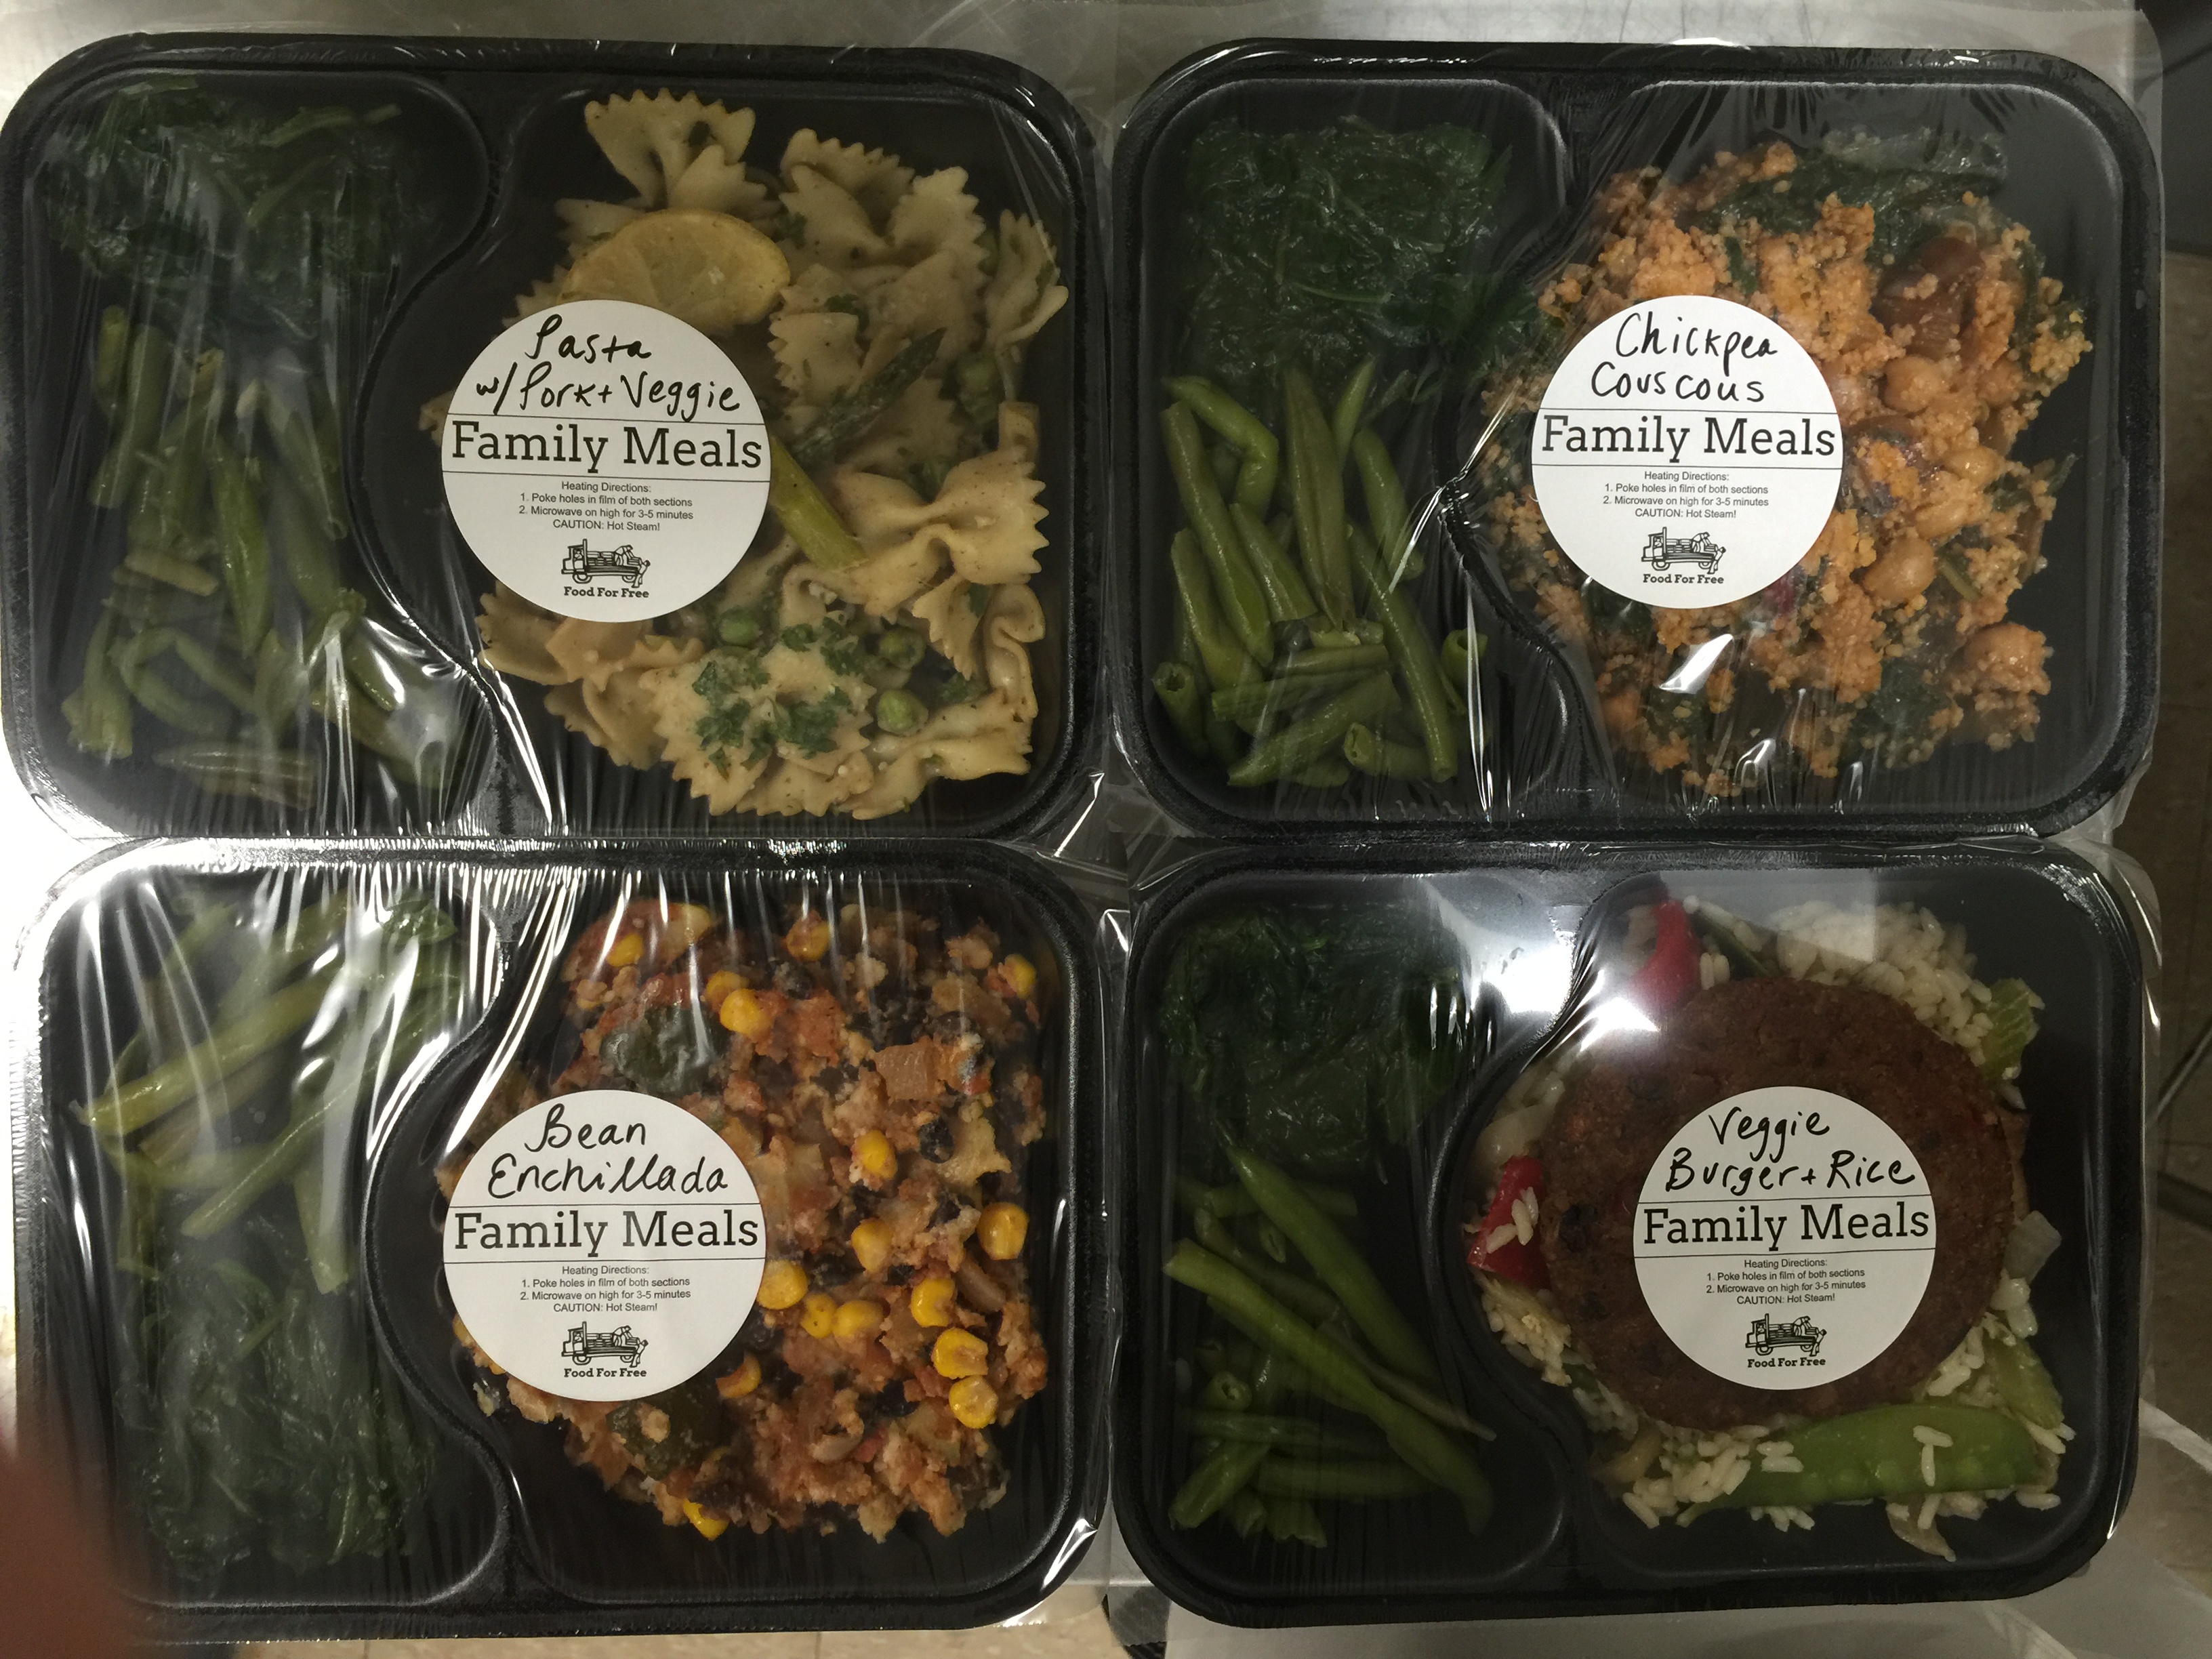 Bean
Enchillada
Family Meals
Heating Directions:
1. Poke holes in film of both sections
2. Microwave on high for 3-5 minutes
CAUTION: Hot Steam!
Food For Free
Pasta
w/ Pork + Veggie
Family Meals
Heating Directions:
1. Poke holes in film of both sections
2. Microwave on high for 3-5 minutes
CAUTION: Hot Steam!
Food For Free
Veggie
Burger + Rice
Family Meals
Heating Directions:
1. Poke holes in film of both sections
2. Microwave on high for 3-5 minutes
CAUTION: Hot Steam!
Food For Free
Chickpea
Couscous
Family Meals
Heating Directions:
1. Poke holes in film of both sections
2. Microwave on high for 3-5 minutes
CAUTION: Hot Steam!
Food For Free